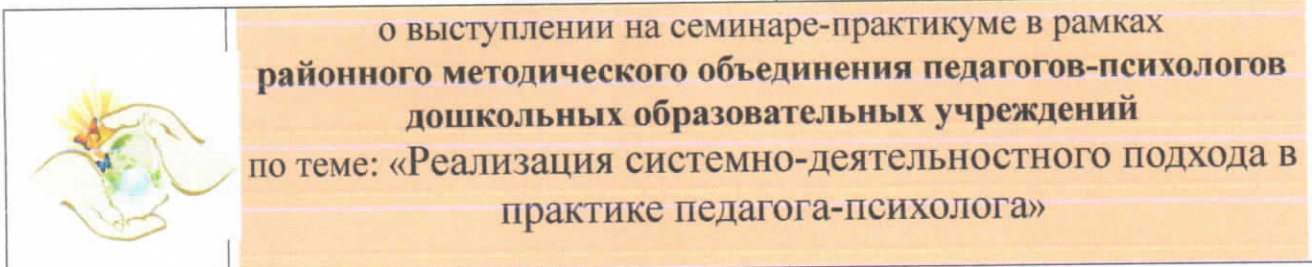 о выступлении на семинаре-практикуме в рамках
районного методического объединения педагогов-психологов
дошкольных образовательных учреждений
по теме: «Реализация системно-деятельностного подхода в
практике педагога-психолога»